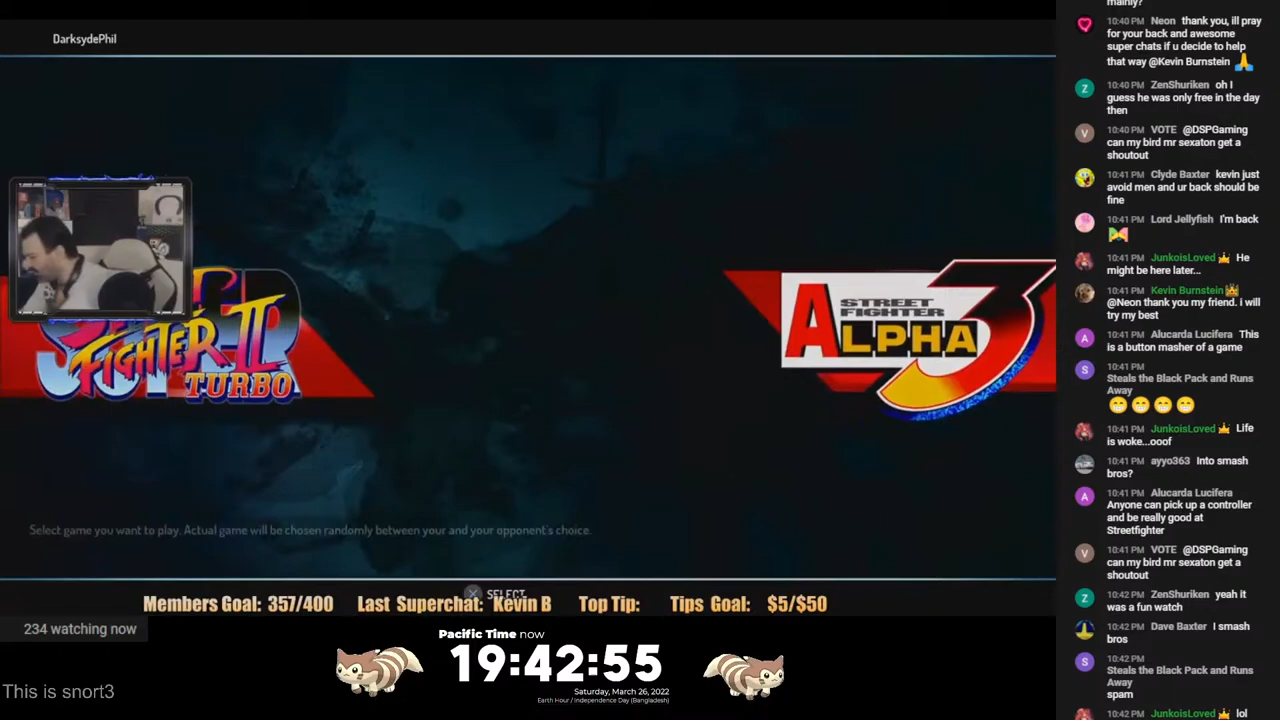 DarksydePhil
SUPER
STREET
FIGHTER II
TURBO
STREET
FIGHTER
ALPHA 3
Select game you want to play. Actual game will be chosen randomly between your and your opponent's choice.
SELECT
Members Goal: 357/400 Last Superchat: Kevin B Top Tip: Tips Goal: $5/$50
234 watching now
Pacific Time now
19:42:55
Saturday, March 26, 2022
Earth Hour / Independence Day (Bangladesh)
This is snort3
mainly?
10:40 PM Neon thank you, ill pray
for your back and awesome
super chats if u decide to help
that way @Kevin Burnstein 🙏
Z 10:40 PM ZenShuriken oh I
guess he was only free in the day
then
V 10:40 PM VOTE @DSPGaming
can my bird mr sexaton get a
shoutout
10:41 PM Clyde Baxter kevin just
avoid men and ur back should be
fine
10:41 PM Lord Jellyfish I'm back
10:41 PM JunkoisLoved He
might be here later...
10:41 PM Kevin Burnstein
@Neon thank you my friend. i will
try my best
A 10:41 PM Alucarda Lucifera This
is a button masher of a game
S 10:41 PM
Steals the Black Pack and Runs
Away
😁😁😁😁
10:41 PM JunkoisLoved Life
is woke...ooof
10:41 PM ayyo363 Into smash
bros?
A 10:41 PM Alucarda Lucifera
Anyone can pick up a controller
and be really good at
Streetfighter
V 10:41 PM VOTE @DSPGaming
can my bird mr sexaton get a
shoutout
Z 10:42 PM ZenShuriken yeah it
was a fun watch
10:42 PM Dave Baxter I smash
bros
S 10:42 PM
Steals the Black Pack and Runs
Away
spam
10:42 PM JunkoisLoved lol